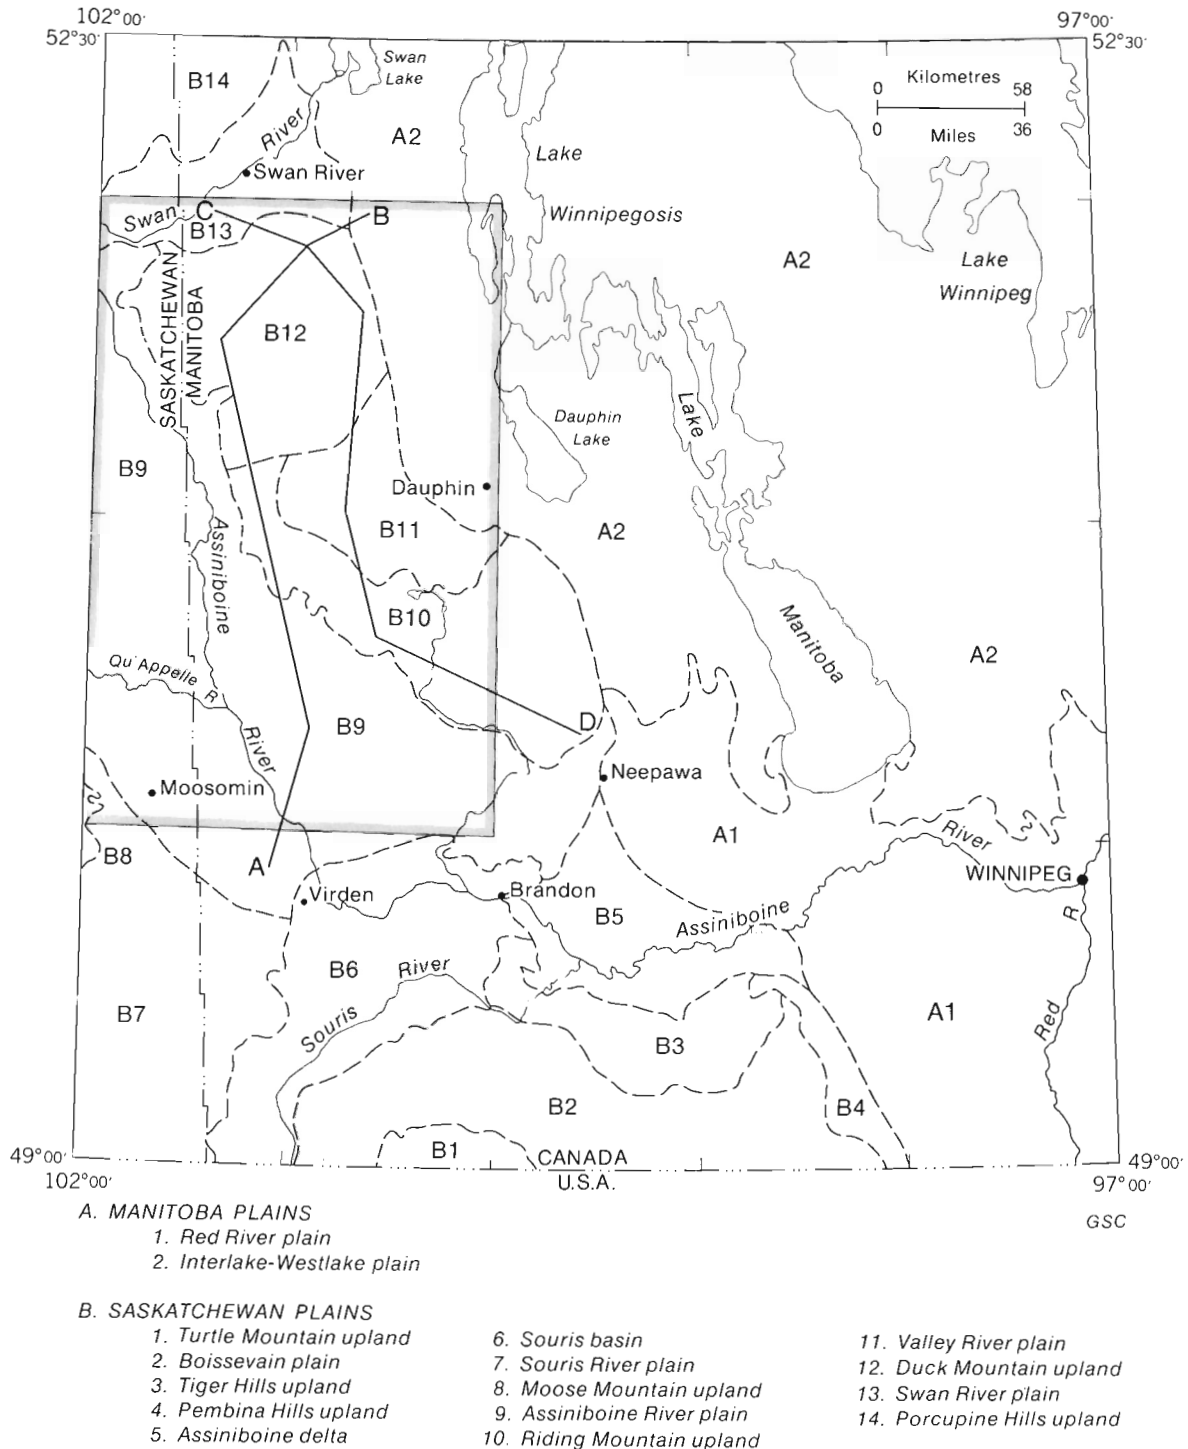 102°00'
97°00'
52°30'
52°30'
Swan
Lake
Kilometres
0 58
0 36
Miles
B14
River
A2
Lake
Swan River
Winnipegosis
Swan
C
B
B13
A2
Lake
Winnipeg
SASKATCHEWAN
MANITOBA
B12
Lake
Dauphin
Lake
B9
Dauphin
B11
A2
Assiniboine
B10
Manitoba
A2
Qu'Appelle R
B9
D
River
Moosomin
Neepawa
A1
River
B8
A
WINNIPEG
Virden
Brandon
B5
Assiniboine
R
B6
River
B7
Souris
A1
Red
B3
B2
B4
B1
CANADA
U.S.A.
49°00'
49°00'
102°00'
97°00'
GSC
A. MANITOBA PLAINS
1. Red River plain
2. Interlake-Westlake plain
B. SASKATCHEWAN PLAINS
1. Turtle Mountain upland
2. Boissevain plain
3. Tiger Hills upland
4. Pembina Hills upland
5. Assiniboine delta
6. Souris basin
7. Souris River plain
8. Moose Mountain upland
9. Assiniboine River plain
10. Riding Mountain upland
11. Valley River plain
12. Duck Mountain upland
13. Swan River plain
14. Porcupine Hills upland